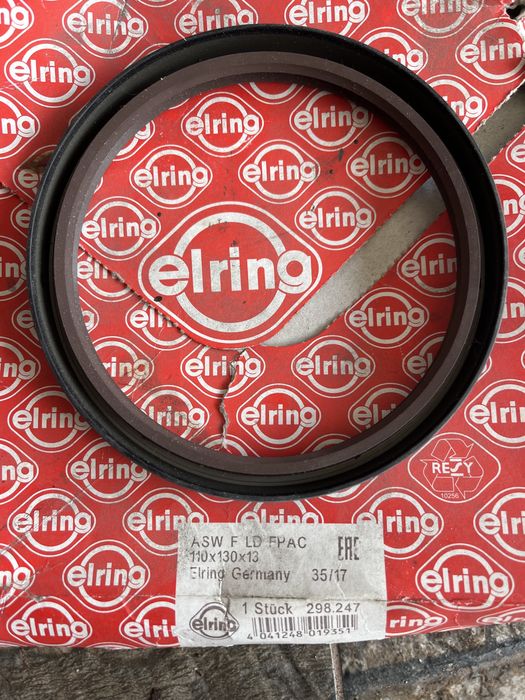 elring
RESY
10256
ASW F LD FPAC
110x130x13
Elring Germany 35/17
EAC
elring
1 Stück 298.247
4 041248 019351